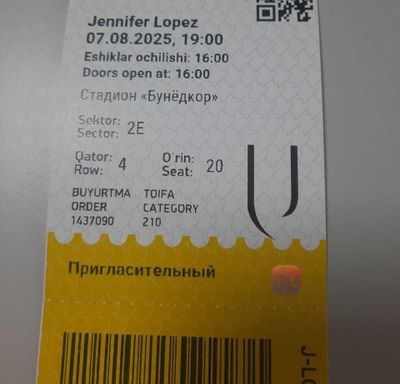 Jennifer Lopez
07.08.2025, 19:00
Eshiklar ochilishi: 16:00
Doors open at: 16:00
Стадион «Бунёдкор»
Sektor:
Sector: 2E
Qator:
Row: 4
O'rin:
Seat: 20
BUYURTMA TOIFA
ORDER CATEGORY
1437090 210
Пригласительный
J-LO